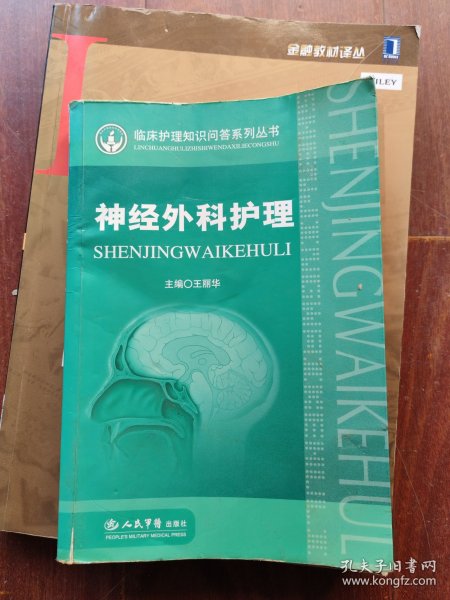 金融教材译丛
WILEY
临床护理知识问答系列丛书
LINCHUANGHULIZHISHIWENDAXILIECONGSHU
神经外科护理
SHENJINGWAIKEHULI
主编◎王丽华
SHENJINGWAIKEHULI
人民军医出版社
PEOPLE'S MILITARY MEDICAL PRESS
孔夫子旧书网
www.kongfz.com